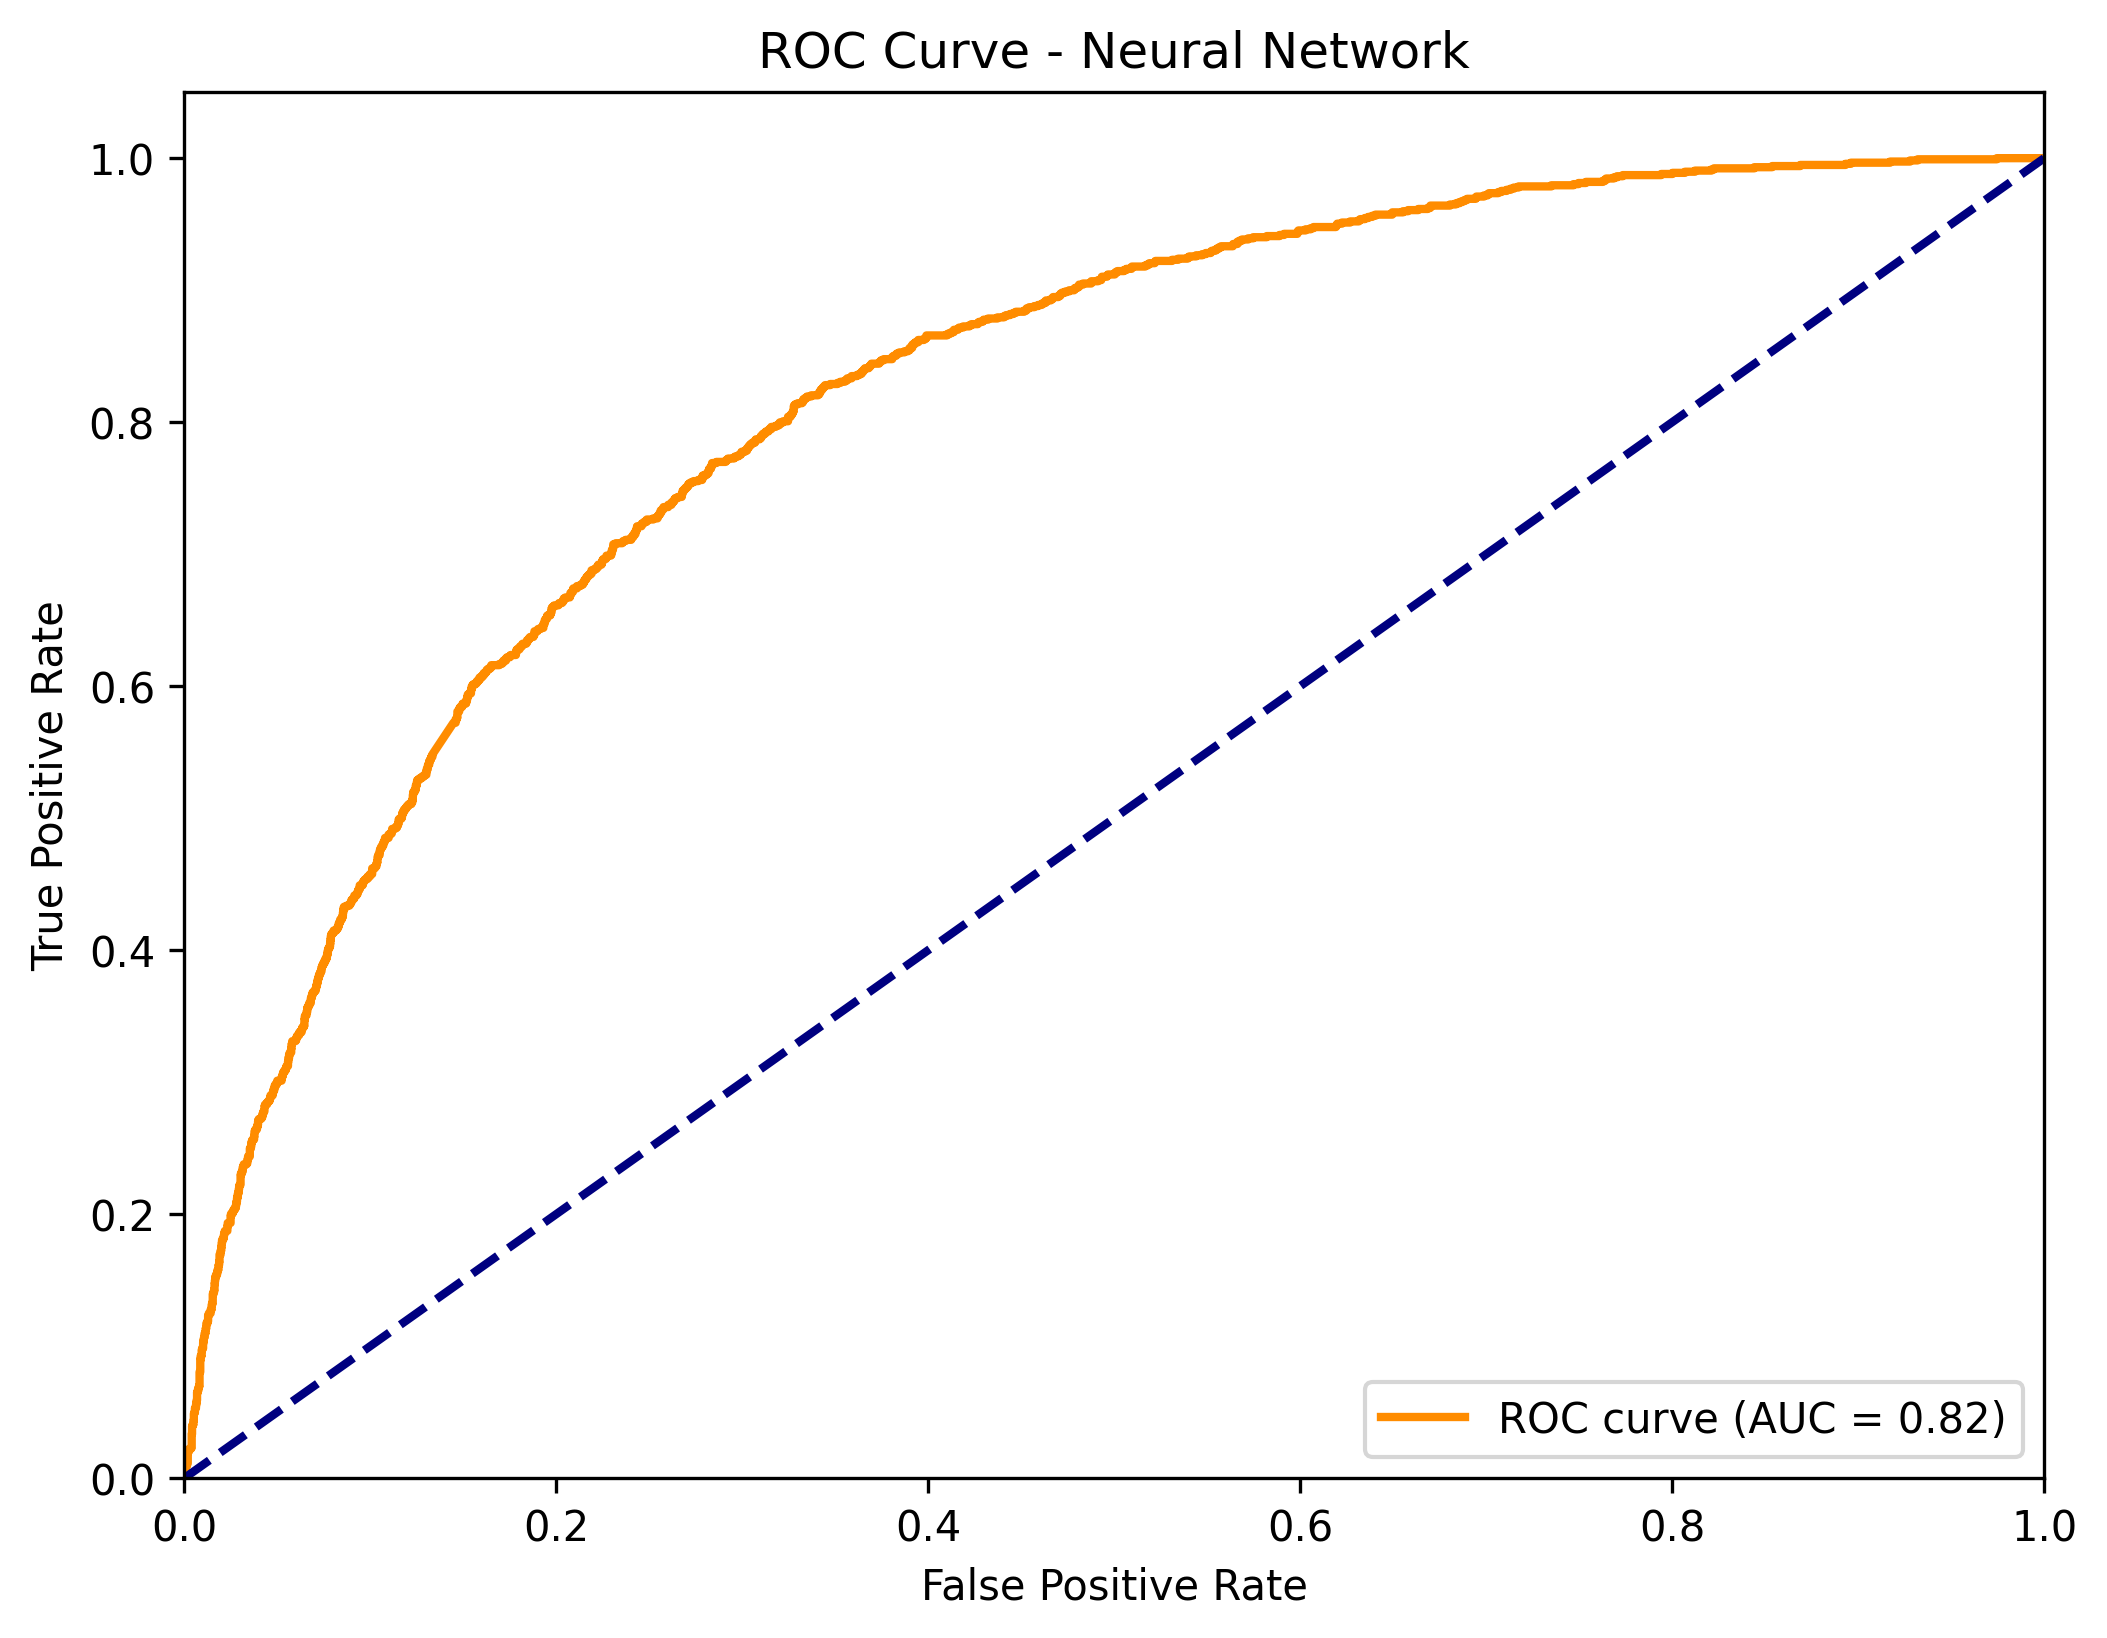 ROC Curve - Neural Network
1.0
0.8
0.6
0.4
0.2
0.0
True Positive Rate
ROC curve (AUC = 0.82)
0.0 0.2 0.4 0.6 0.8 1.0
False Positive Rate